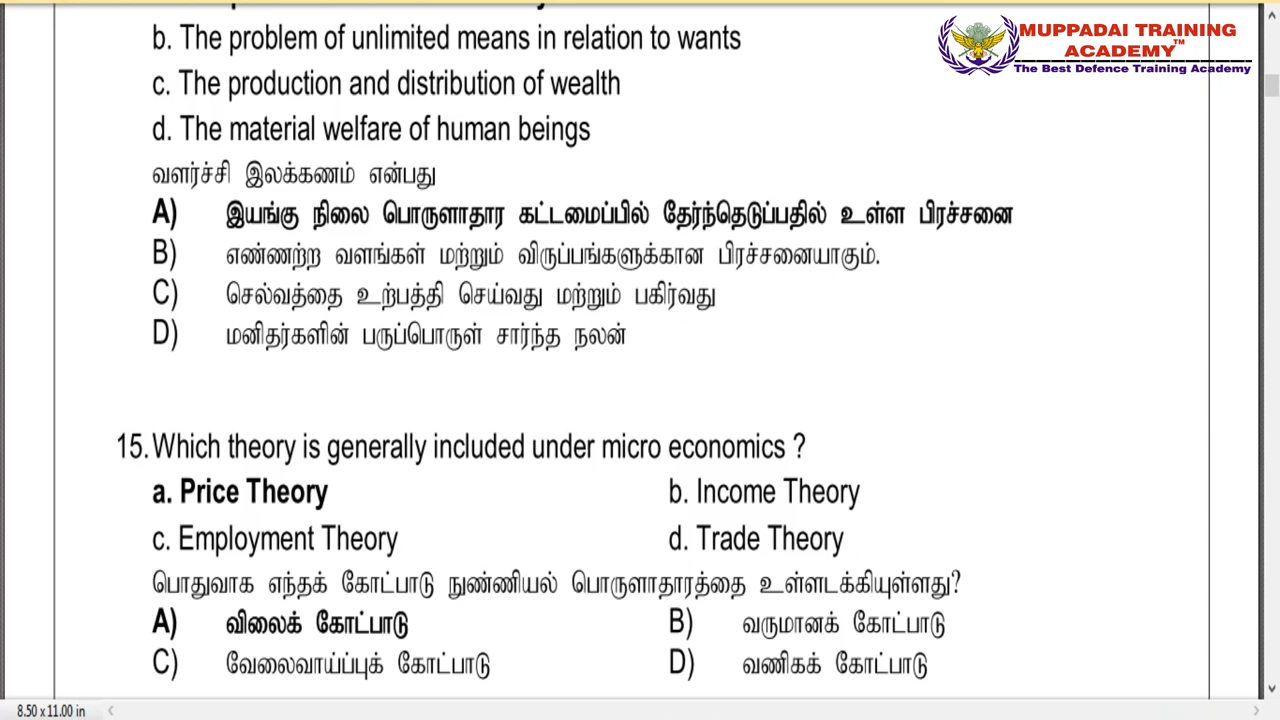 b. The problem of unlimited means in relation to wants
c. The production and distribution of wealth
d. The material welfare of human beings
வளர்ச்சி இலக்கணம் என்பது
A) இயங்கு நிலை பொருளாதார கட்டமைப்பில் தேர்ந்தெடுப்பதில் உள்ள பிரச்சனை
B) எண்ணற்ற வளங்கள் மற்றும் விருப்பங்களுக்கான பிரச்சனையாகும்.
C) செல்வத்தை உற்பத்தி செய்வது மற்றும் பகிர்வது
D) மனிதர்களின் பருப்பொருள் சார்ந்த நலன்
MUPPADAI TRAINING
ACADEMY™
The Best Defence Training Academy
15. Which theory is generally included under micro economics ?
a. Price Theory b. Income Theory
c. Employment Theory d. Trade Theory
பொதுவாக எந்தக் கோட்பாடு நுண்ணியல் பொருளாதாரத்தை உள்ளடக்கியுள்ளது?
A) விலைக் கோட்பாடு B) வருமானக் கோட்பாடு
C) வேலைவாய்ப்புக் கோட்பாடு D) வணிகக் கோட்பாடு
8.50 x 11.00 in